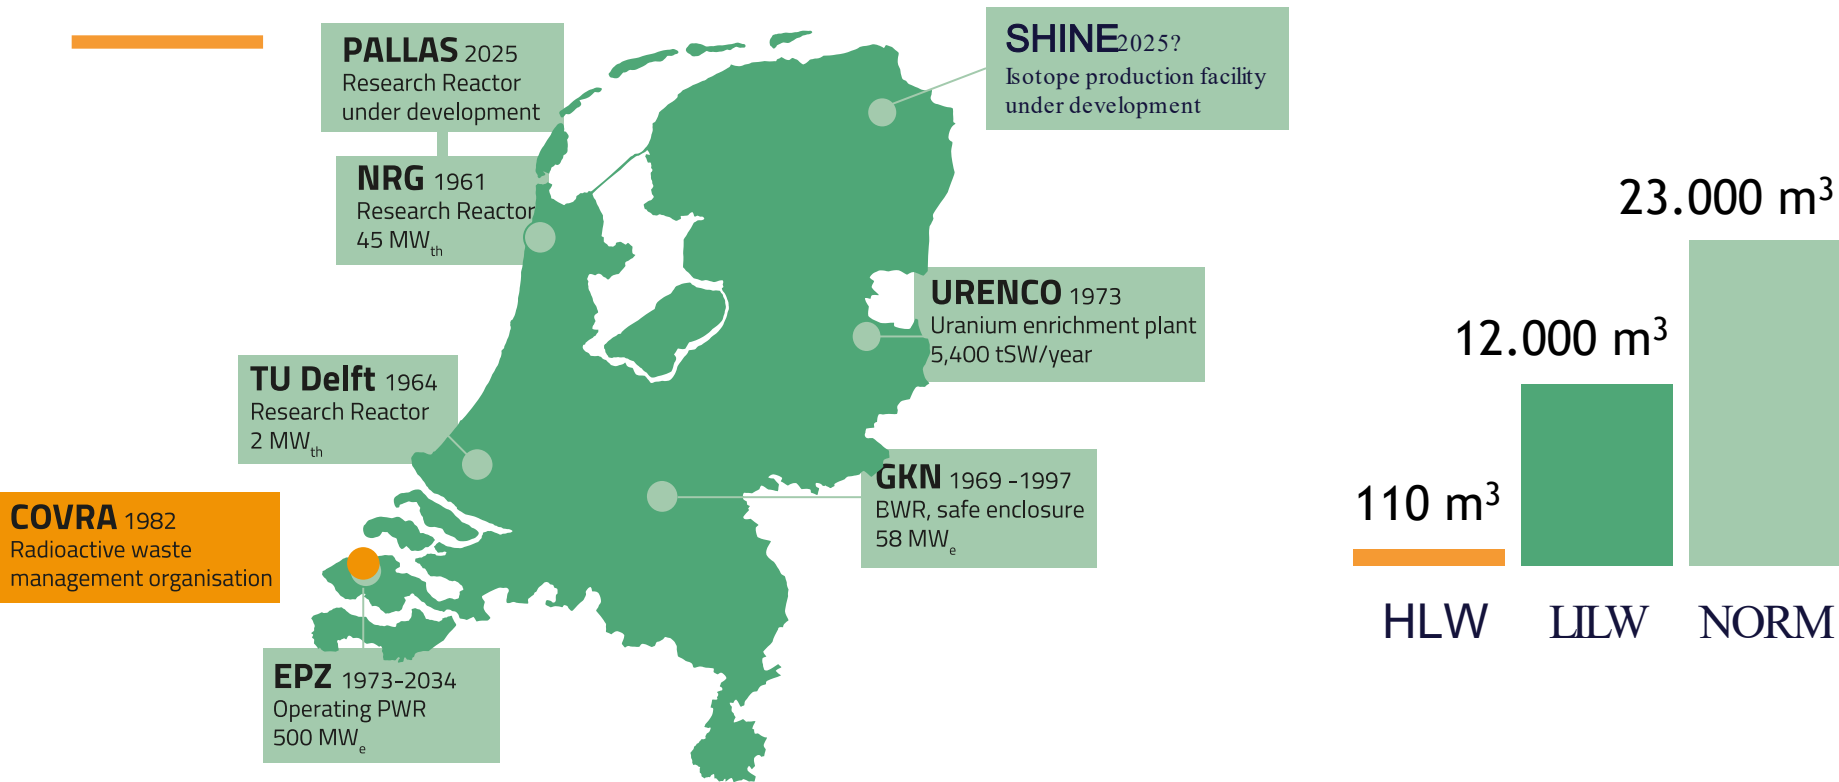 PALLAS 2025
Research Reactor
under development
NRG 1961
Research Reactor
45 MWth
SHINE2025?
Isotope production facility
under development
URENCO 1973
Uranium enrichment plant
5,400 tSW/year
TU Delft 1964
Research Reactor
2 MWth
GKN 1969 -1997
BWR, safe enclosure
58 MWe
COVRA 1982
Radioactive waste
management organisation
EPZ 1973-2034
Operating PWR
500 MWe
23.000 m³
12.000 m³
110 m³
HLW LILW NORM